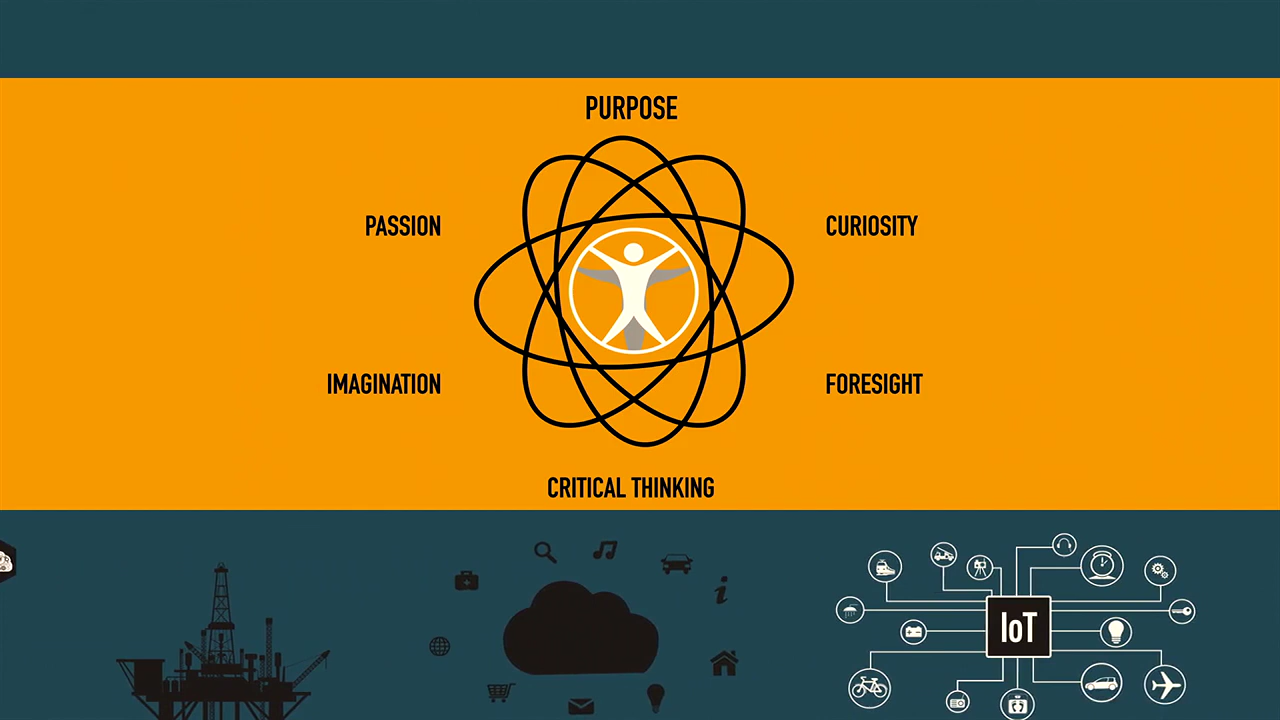 PURPOSE
PASSION
CURIOSITY
IMAGINATION
FORESIGHT
CRITICAL THINKING
i
IoT